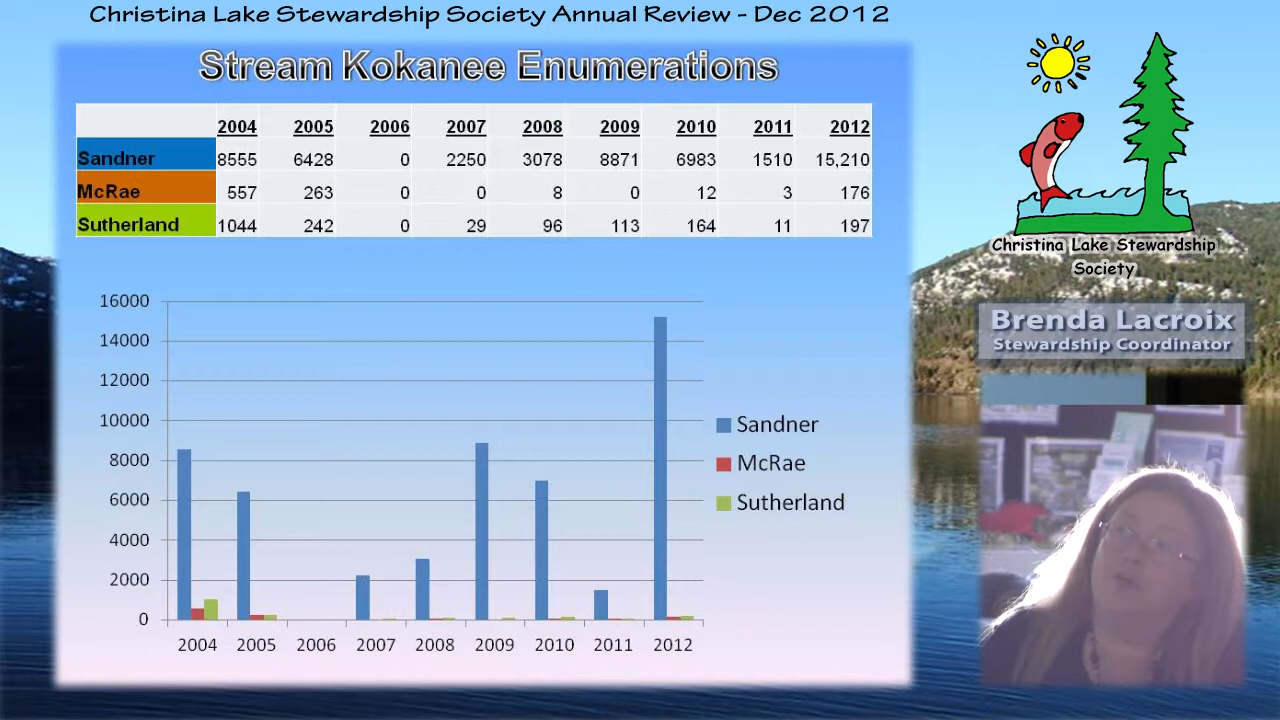 Christina Lake Stewardship Society Annual Review - Dec 2012
Stream Kokanee Enumerations
2004 2005 2006 2007 2008 2009 2010 2011 2012
Sandner 8555 6428 0 2250 3078 8871 6983 1510 15,210
McRae 557 263 0 0 8 0 12 3 176
Sutherland 1044 242 0 29 96 113 164 11 197
16000
14000
12000
10000
8000
6000
4000
2000
0
2004 2005 2006 2007 2008 2009 2010 2011 2012
Sandner
McRae
Sutherland
Christina Lake Stewardship
Society
Brenda Lacroix
Stewardship Coordinator